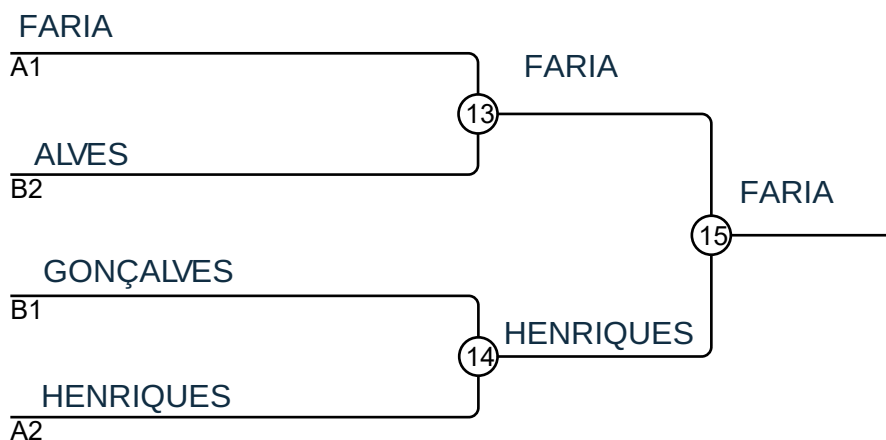 FARIA
A1
FARIA
13
ALVES
B2
FARIA
15
GONÇALVES
B1
HENRIQUES
14
HENRIQUES
A2